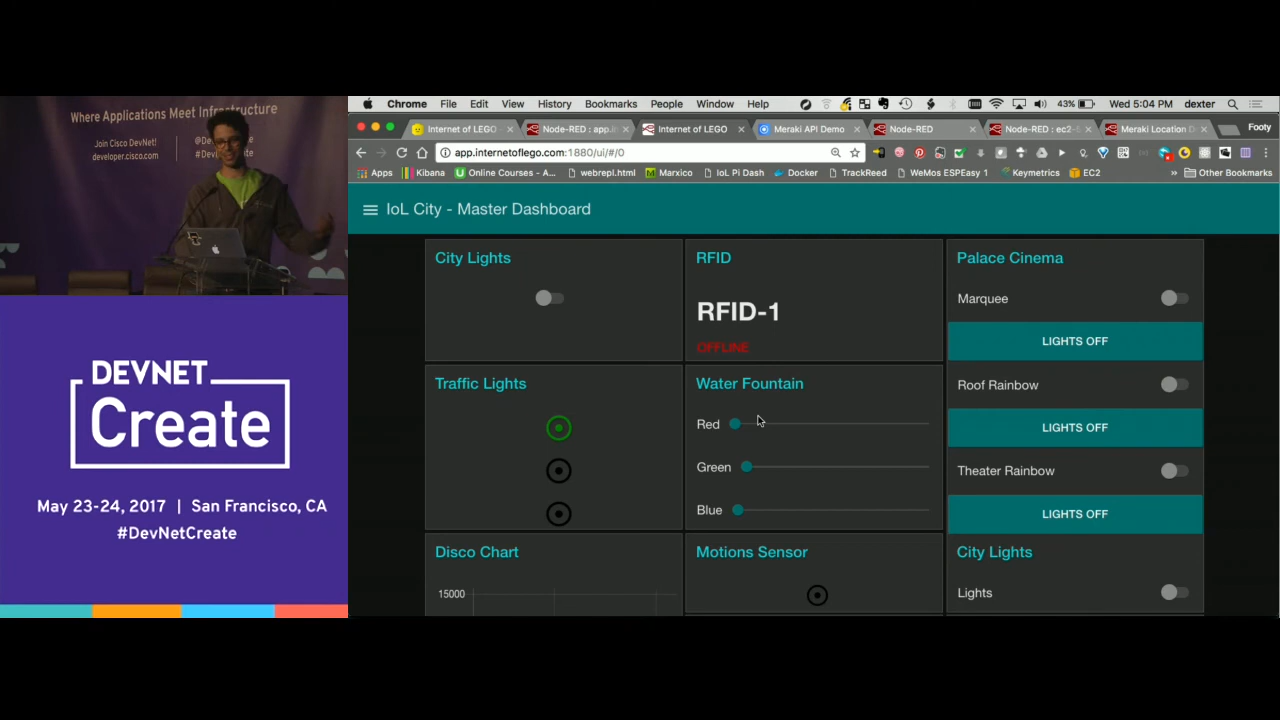 Where Applications Meet Infrastructure
Join Cisco DevNet!
developer.cisco.com
DEVNET
Create
May 23-24, 2017 | San Francisco, CA
#DevNetCreate
Chrome File Edit View History Bookmarks People Window Help 43% Wed 5:04 PM dexter
Internet of LEGO Node-RED : app.i Internet of LEGO Meraki API Demo Node-RED Node-RED : ec2- Meraki Location D Footy
app.internetoflego.com:1880/ui/#/0
Apps Kibana Online Courses - A... webrepl.html Marxico IoL Pi Dash Docker TrackReed WeMos ESPEasy 1 Keymetrics EC2 » Other Bookmarks
IoL City - Master Dashboard
City Lights
RFID
RFID-1
OFFLINE
Palace Cinema
Marquee
LIGHTS OFF
Roof Rainbow
LIGHTS OFF
Theater Rainbow
LIGHTS OFF
Traffic Lights
Water Fountain
Red
Green
Blue
Disco Chart
15000
Motions Sensor
City Lights
Lights